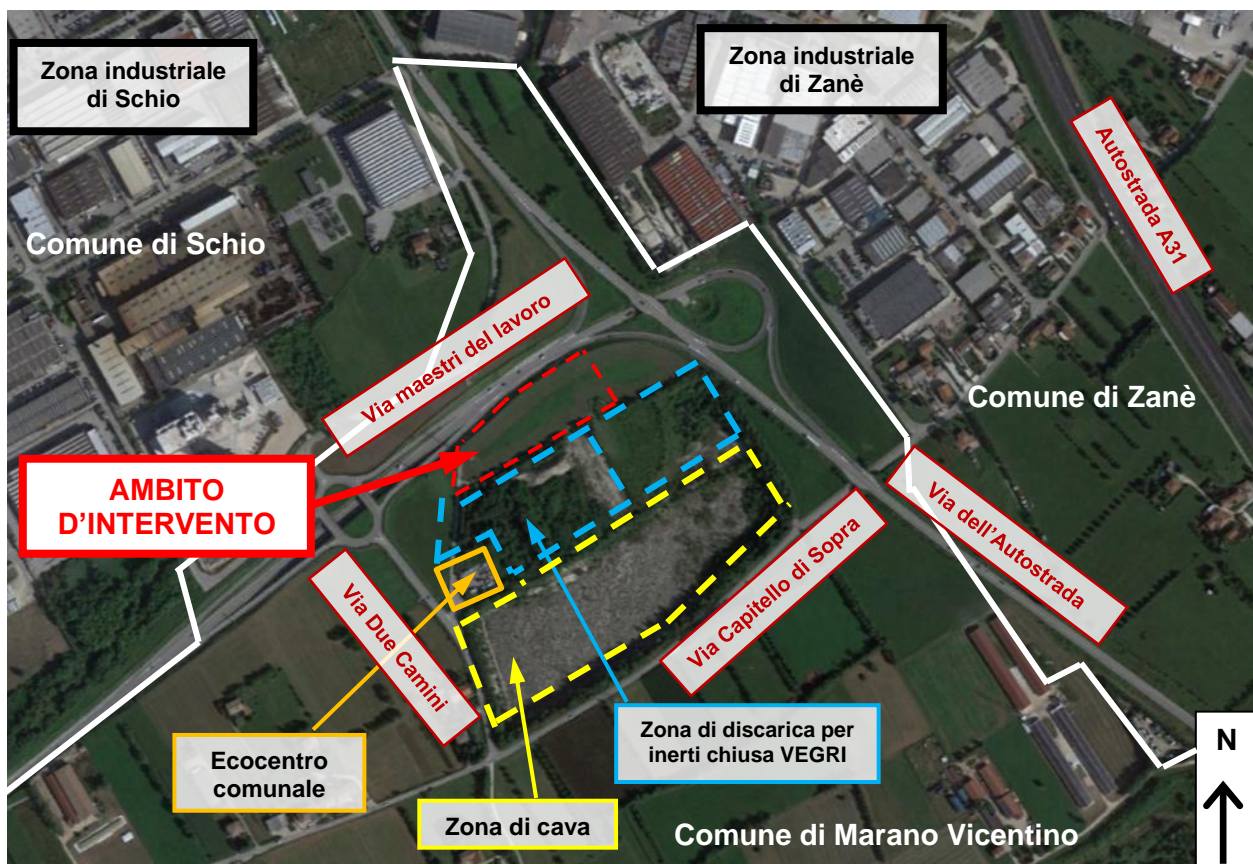 Zona industriale
di Schio
Zona industriale
di Zanè
Autostrada A31
Comune di Schio
Via maestri del lavoro
Comune di Zanè
AMBITO
D'INTERVENTO
Via dell'Autostrada
Via Due Camini
Via Capitello di Sopra
Ecocentro
comunale
Zona di discarica per
inerti chiusa VEGRI
Zona di cava
Comune di Marano Vicentino
N